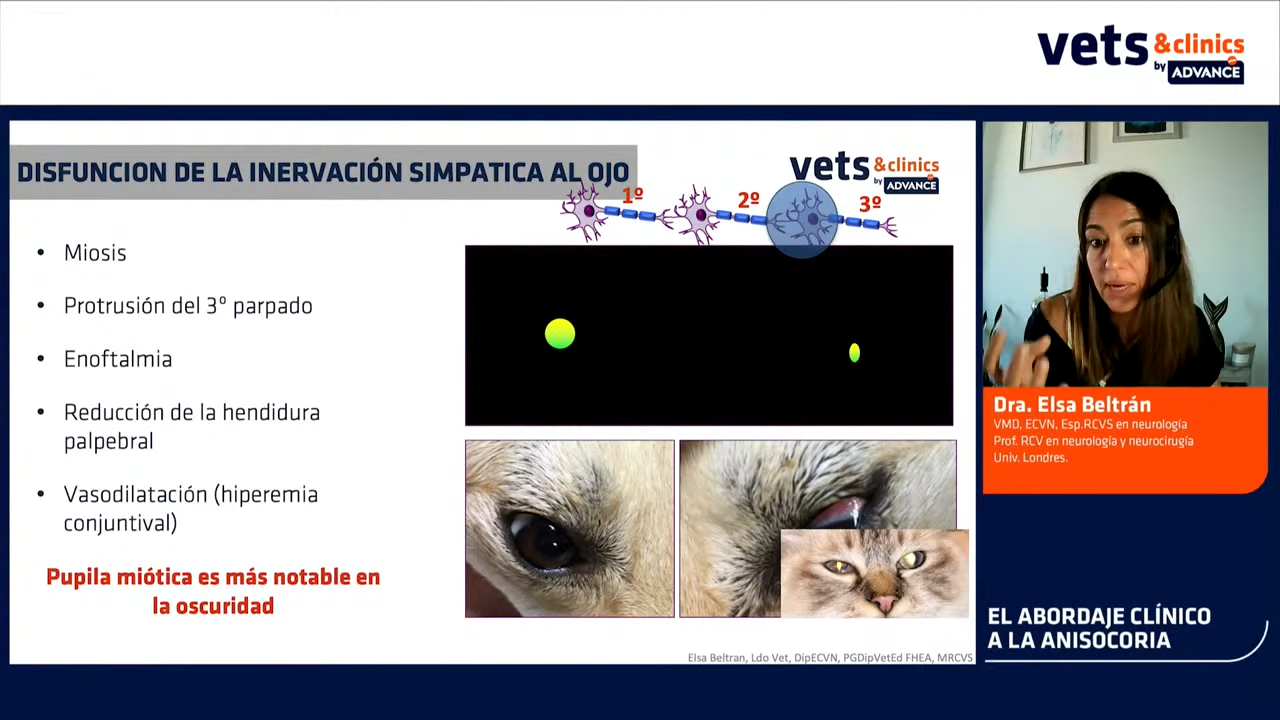 vets &clinics
by ADVANCE
DISFUNCION DE LA INERVACIÓN SIMPATICA AL OJO
vets &clinics
by ADVANCE
1º
2º
3º
• Miosis
• Protrusión del 3º parpado
• Enoftalmia
• Reducción de la hendidura
palpebral
• Vasodilatación (hiperemia
conjuntival)
Pupila miótica es más notable en
la oscuridad
Elsa Beltran, Ldo Vet, DipECVN, PGDipVetEd FHEA, MRCVS
Dra. Elsa Beltrán
VMD, ECVN, Esp.RCVS en neurología
Prof. RCV en neurología y neurocirugía
Univ. Londres.
EL ABORDAJE CLÍNICO
A LA ANISOCORIA